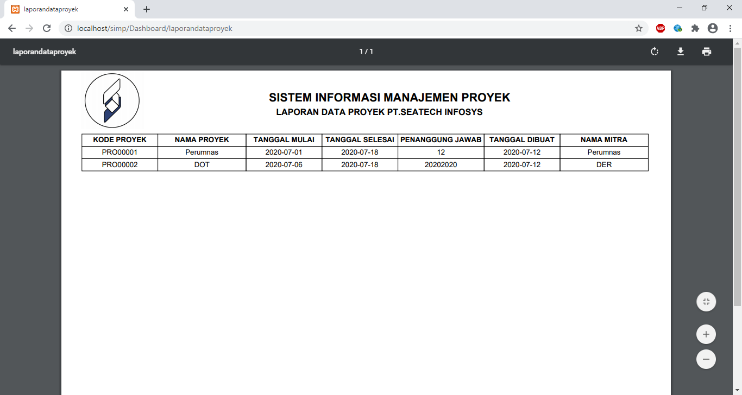 laporandataproyek
localhost/simp/Dashboard/laporandataproyek
laporandataproyek 1 / 1
SISTEM INFORMASI MANAJEMEN PROYEK
LAPORAN DATA PROYEK PT.SEATECH INFOSYS
KODE PROYEK NAMA PROYEK TANGGAL MULAI TANGGAL SELESAI PENANGGUNG JAWAB TANGGAL DIBUAT NAMA MITRA
PRO00001 Perumnas 2020-07-01 2020-07-18 12 2020-07-12 Perumnas
PRO00002 DOT 2020-07-06 2020-07-18 20202020 2020-07-12 DER